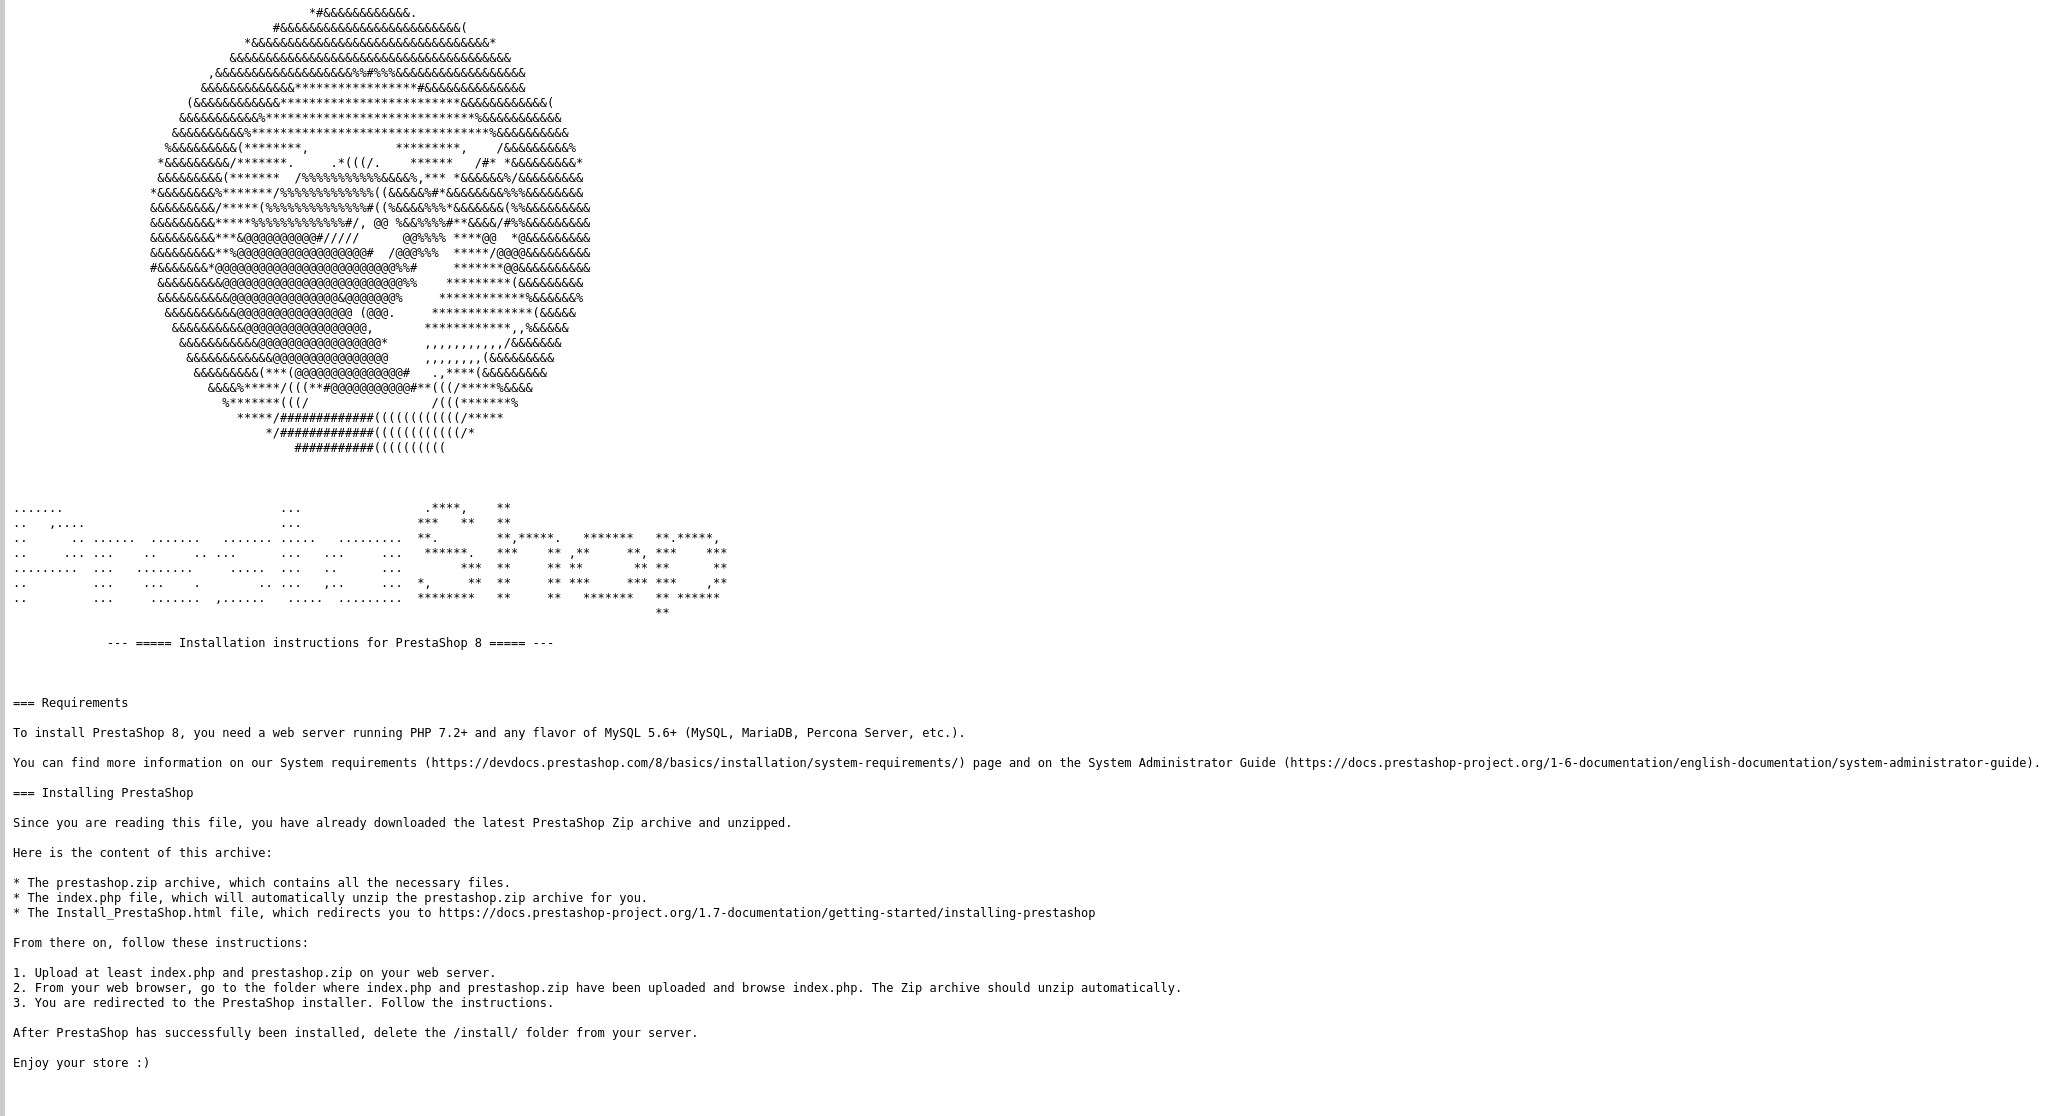 PrestaShop
--- ===== Installation instructions for PrestaShop 8 ===== ---
=== Requirements
To install PrestaShop 8, you need a web server running PHP 7.2+ and any flavor of MySQL 5.6+ (MySQL, MariaDB, Percona Server, etc.).
You can find more information on our System requirements (https://devdocs.prestashop.com/8/basics/installation/system-requirements/) page and on the System Administrator Guide (https://docs.prestashop-project.org/1-6-documentation/english-documentation/system-administrator-guide).
=== Installing PrestaShop
Since you are reading this file, you have already downloaded the latest PrestaShop Zip archive and unzipped.
Here is the content of this archive:
* The prestashop.zip archive, which contains all the necessary files.
* The index.php file, which will automatically unzip the prestashop.zip archive for you.
* The Install_PrestaShop.html file, which redirects you to https://docs.prestashop-project.org/1.7-documentation/getting-started/installing-prestashop
From there on, follow these instructions:
1. Upload at least index.php and prestashop.zip on your web server.
2. From your web browser, go to the folder where index.php and prestashop.zip have been uploaded and browse index.php. The Zip archive should unzip automatically.
3. You are redirected to the PrestaShop installer. Follow the instructions.
After PrestaShop has successfully been installed, delete the /install/ folder from your server.
Enjoy your store :)